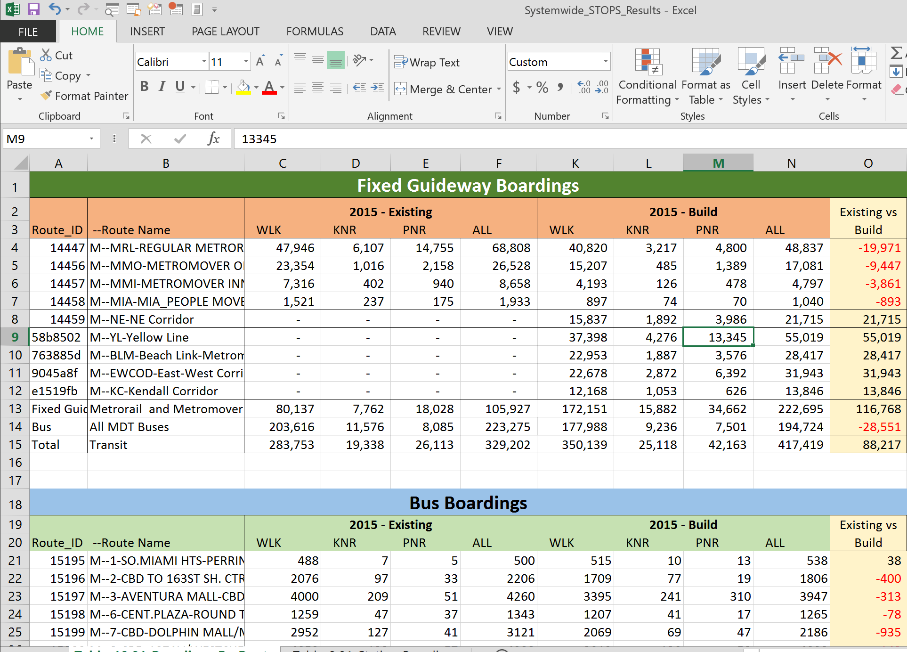 Systemwide_STOPS_Results - Excel
FILE HOME INSERT PAGE LAYOUT FORMULAS DATA REVIEW VIEW
Paste
Cut
Copy
Format Painter
Clipboard
Calibri 11 A A
B I U A
Font
Wrap Text
Merge & Center
Alignment
Custom
$ % , .00
Number
Conditional Formatting
Format as Table
Cell Styles
Styles
Insert Delete Format
Cells
M9 fx 13345
A B C D E F K L M N O
1 Fixed Guideway Boardings
2 2015 - Existing 2015 - Build Existing vs
3 Route_ID --Route Name WLK KNR PNR ALL WLK KNR PNR ALL Build
4 14447 M--MRL-REGULAR METROR 47,946 6,107 14,755 68,808 40,820 3,217 4,800 48,837 -19,971
5 14456 M--MMO-METROMOVER O 23,354 1,016 2,158 26,528 15,207 485 1,389 17,081 -9,447
6 14457 M--MMI-METROMOVER INN 7,316 402 940 8,658 4,193 126 478 4,797 -3,861
7 14458 M--MIA-MIA_PEOPLE MOVE 1,521 237 175 1,933 897 74 70 1,040 -893
8 14459 M--NE-NE Corridor - - - - 15,837 1,892 3,986 21,715 21,715
9 58b8502 M--YL-Yellow Line - - - - 37,398 4,276 13,345 55,019 55,019
10 763885d M--BLM-Beach Link-Metrom - - - - 22,953 1,887 3,576 28,417 28,417
11 9045a8f M--EWCOD-East-West Corri - - - - 22,678 2,872 6,392 31,943 31,943
12 e1519fb M--KC-Kendall Corridor - - - - 12,168 1,053 626 13,846 13,846
13 Fixed Guid Metrorail and Metromover 80,137 7,762 18,028 105,927 172,151 15,882 34,662 222,695 116,768
14 Bus All MDT Buses 203,616 11,576 8,085 223,275 177,988 9,236 7,501 194,724 -28,551
15 Total Transit 283,753 19,338 26,113 329,202 350,139 25,118 42,163 417,419 88,217
16
17
18 Bus Boardings
19 2015 - Existing 2015 - Build Existing vs
20 Route_ID --Route Name WLK KNR PNR ALL WLK KNR PNR ALL Build
21 15195 M--1-SO.MIAMI HTS-PERRIN 488 7 5 500 515 10 13 538 38
22 15196 M--2-CBD TO 163ST SH. CTR 2076 97 33 2206 1709 77 19 1806 -400
23 15197 M--3-AVENTURA MALL-CBD 4000 209 51 4260 3395 241 310 3947 -313
24 15198 M--6-CENT.PLAZA-ROUND T 1259 47 37 1343 1207 41 17 1265 -78
25 15199 M--7-CBD-DOLPHIN MALL/N 2952 127 41 3121 2069 69 47 2186 -935